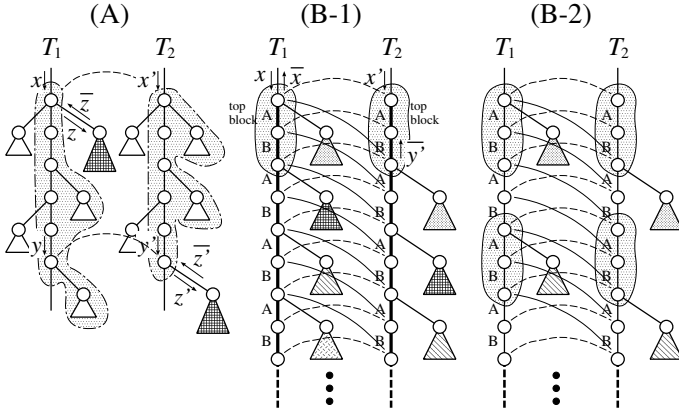 (A) (B-1) (B-2)
T1 T2 T1 T2 T1 T2
x x' x x̄ x'
z̄ top block A A top block
z B B ȳ'
A A A A
B B B B
A A A A
y y' B B B B
z̄' A A A A
z' B B B B